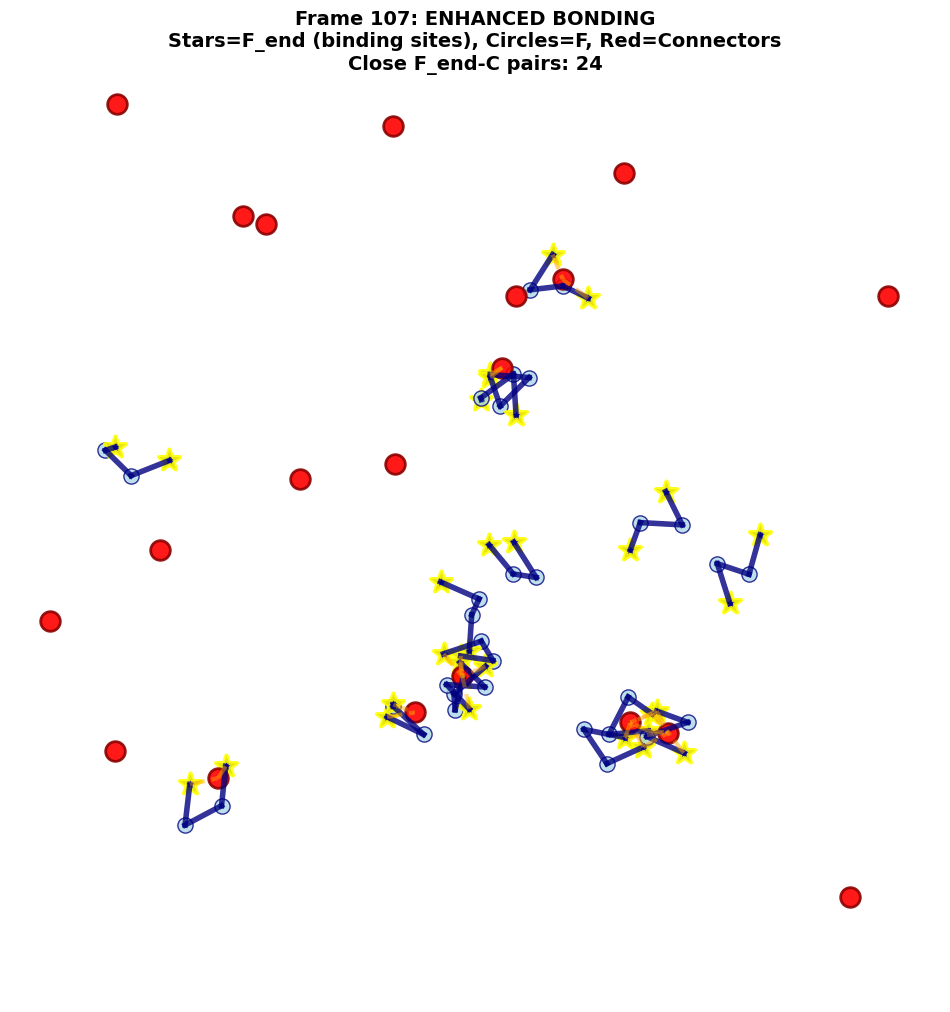 Frame 107: ENHANCED BONDING
Stars=F_end (binding sites), Circles=F, Red=Connectors
Close F_end-C pairs: 24